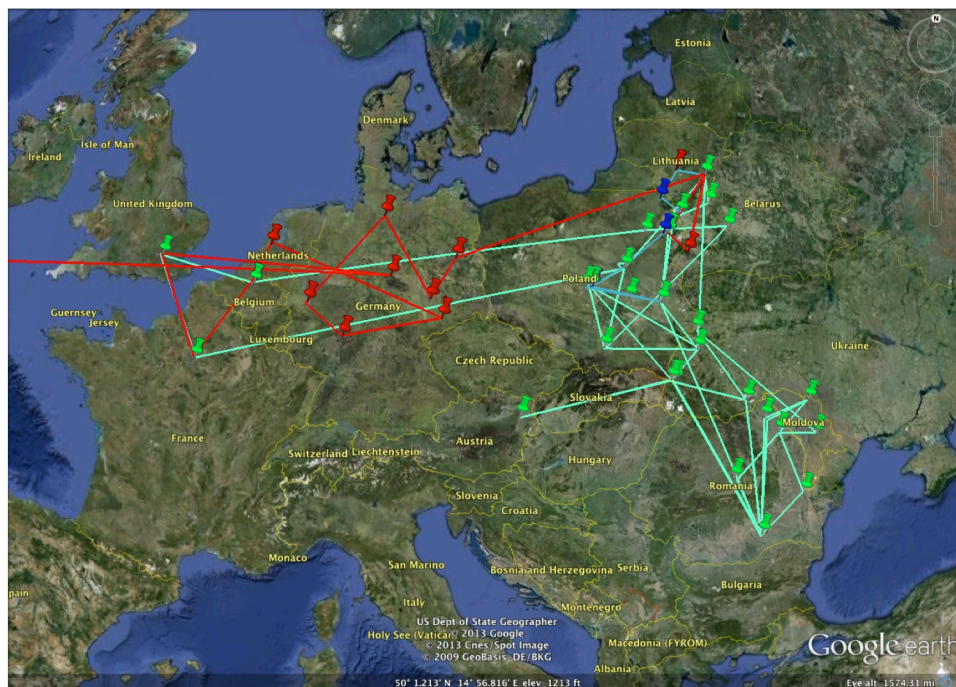 N
Estonia
Latvia
Denmark
Isle of Man
Ireland
Lithuania
United Kingdom
Belarus
Netherlands
Poland
Belgium
Germany
Guernsey
Jersey
Luxembourg
Ukraine
Czech Republic
Slovakia
Moldova
France
Austria
Switzerland Liechtenstein
Hungary
Romania
Slovenia
Croatia
Monaco
San Marino
Bosnia and Herzegovina
Serbia
Bulgaria
pain
Italy
Montenegro
US Dept of State Geographer
Holy See (Vatican)
© 2013 Google
Macedonia (FYROM)
Google earth
© 2013 Cnes/Spot Image
© 2009 GeoBasis-DE/BKG
Albania
50° 1.213' N 14° 56.816' E elev 1213 ft
Eye alt 1574.31 mi